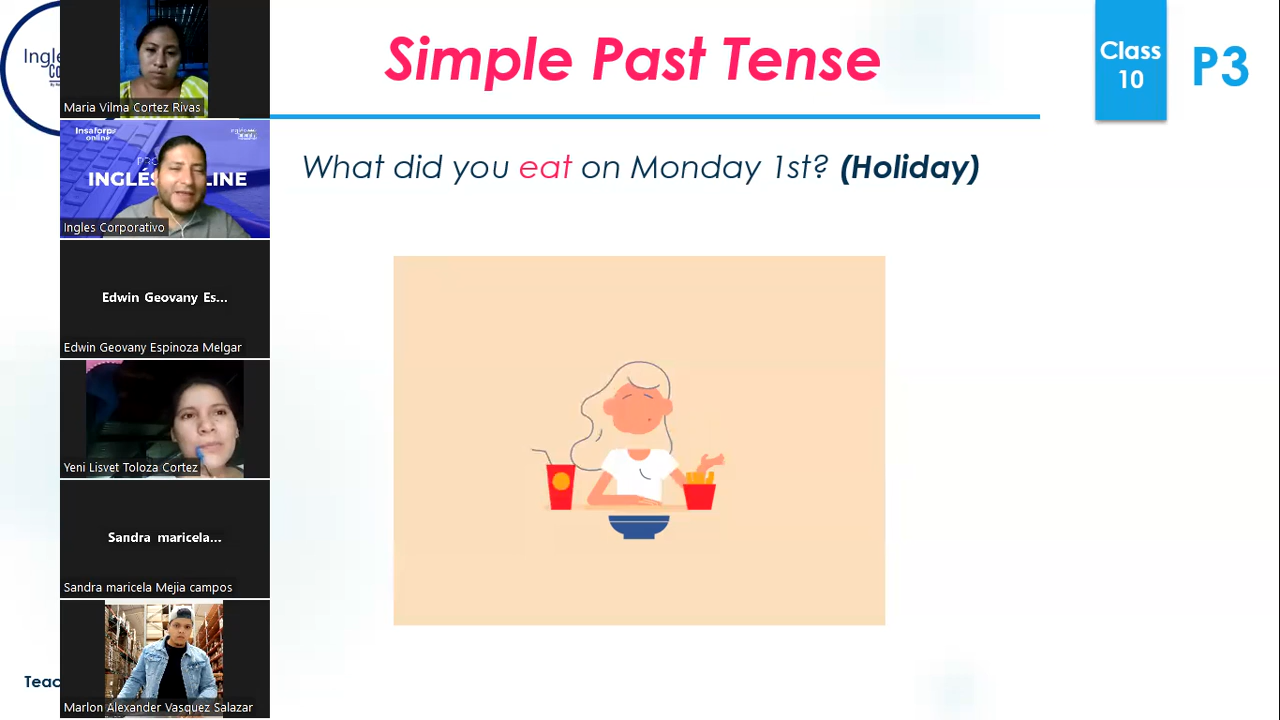 Simple Past Tense
Class
10
P3
What did you eat on Monday 1st? (Holiday)
Maria Vilma Cortez Rivas
Insaforp
online
INGLÉS
LINE
Ingles Corporativo
Edwin Geovany Es...
Edwin Geovany Espinoza Melgar
Yeni Lisvet Toloza Cortez
Sandra maricela...
Sandra maricela Mejia campos
Marlon Alexander Vasquez Salazar